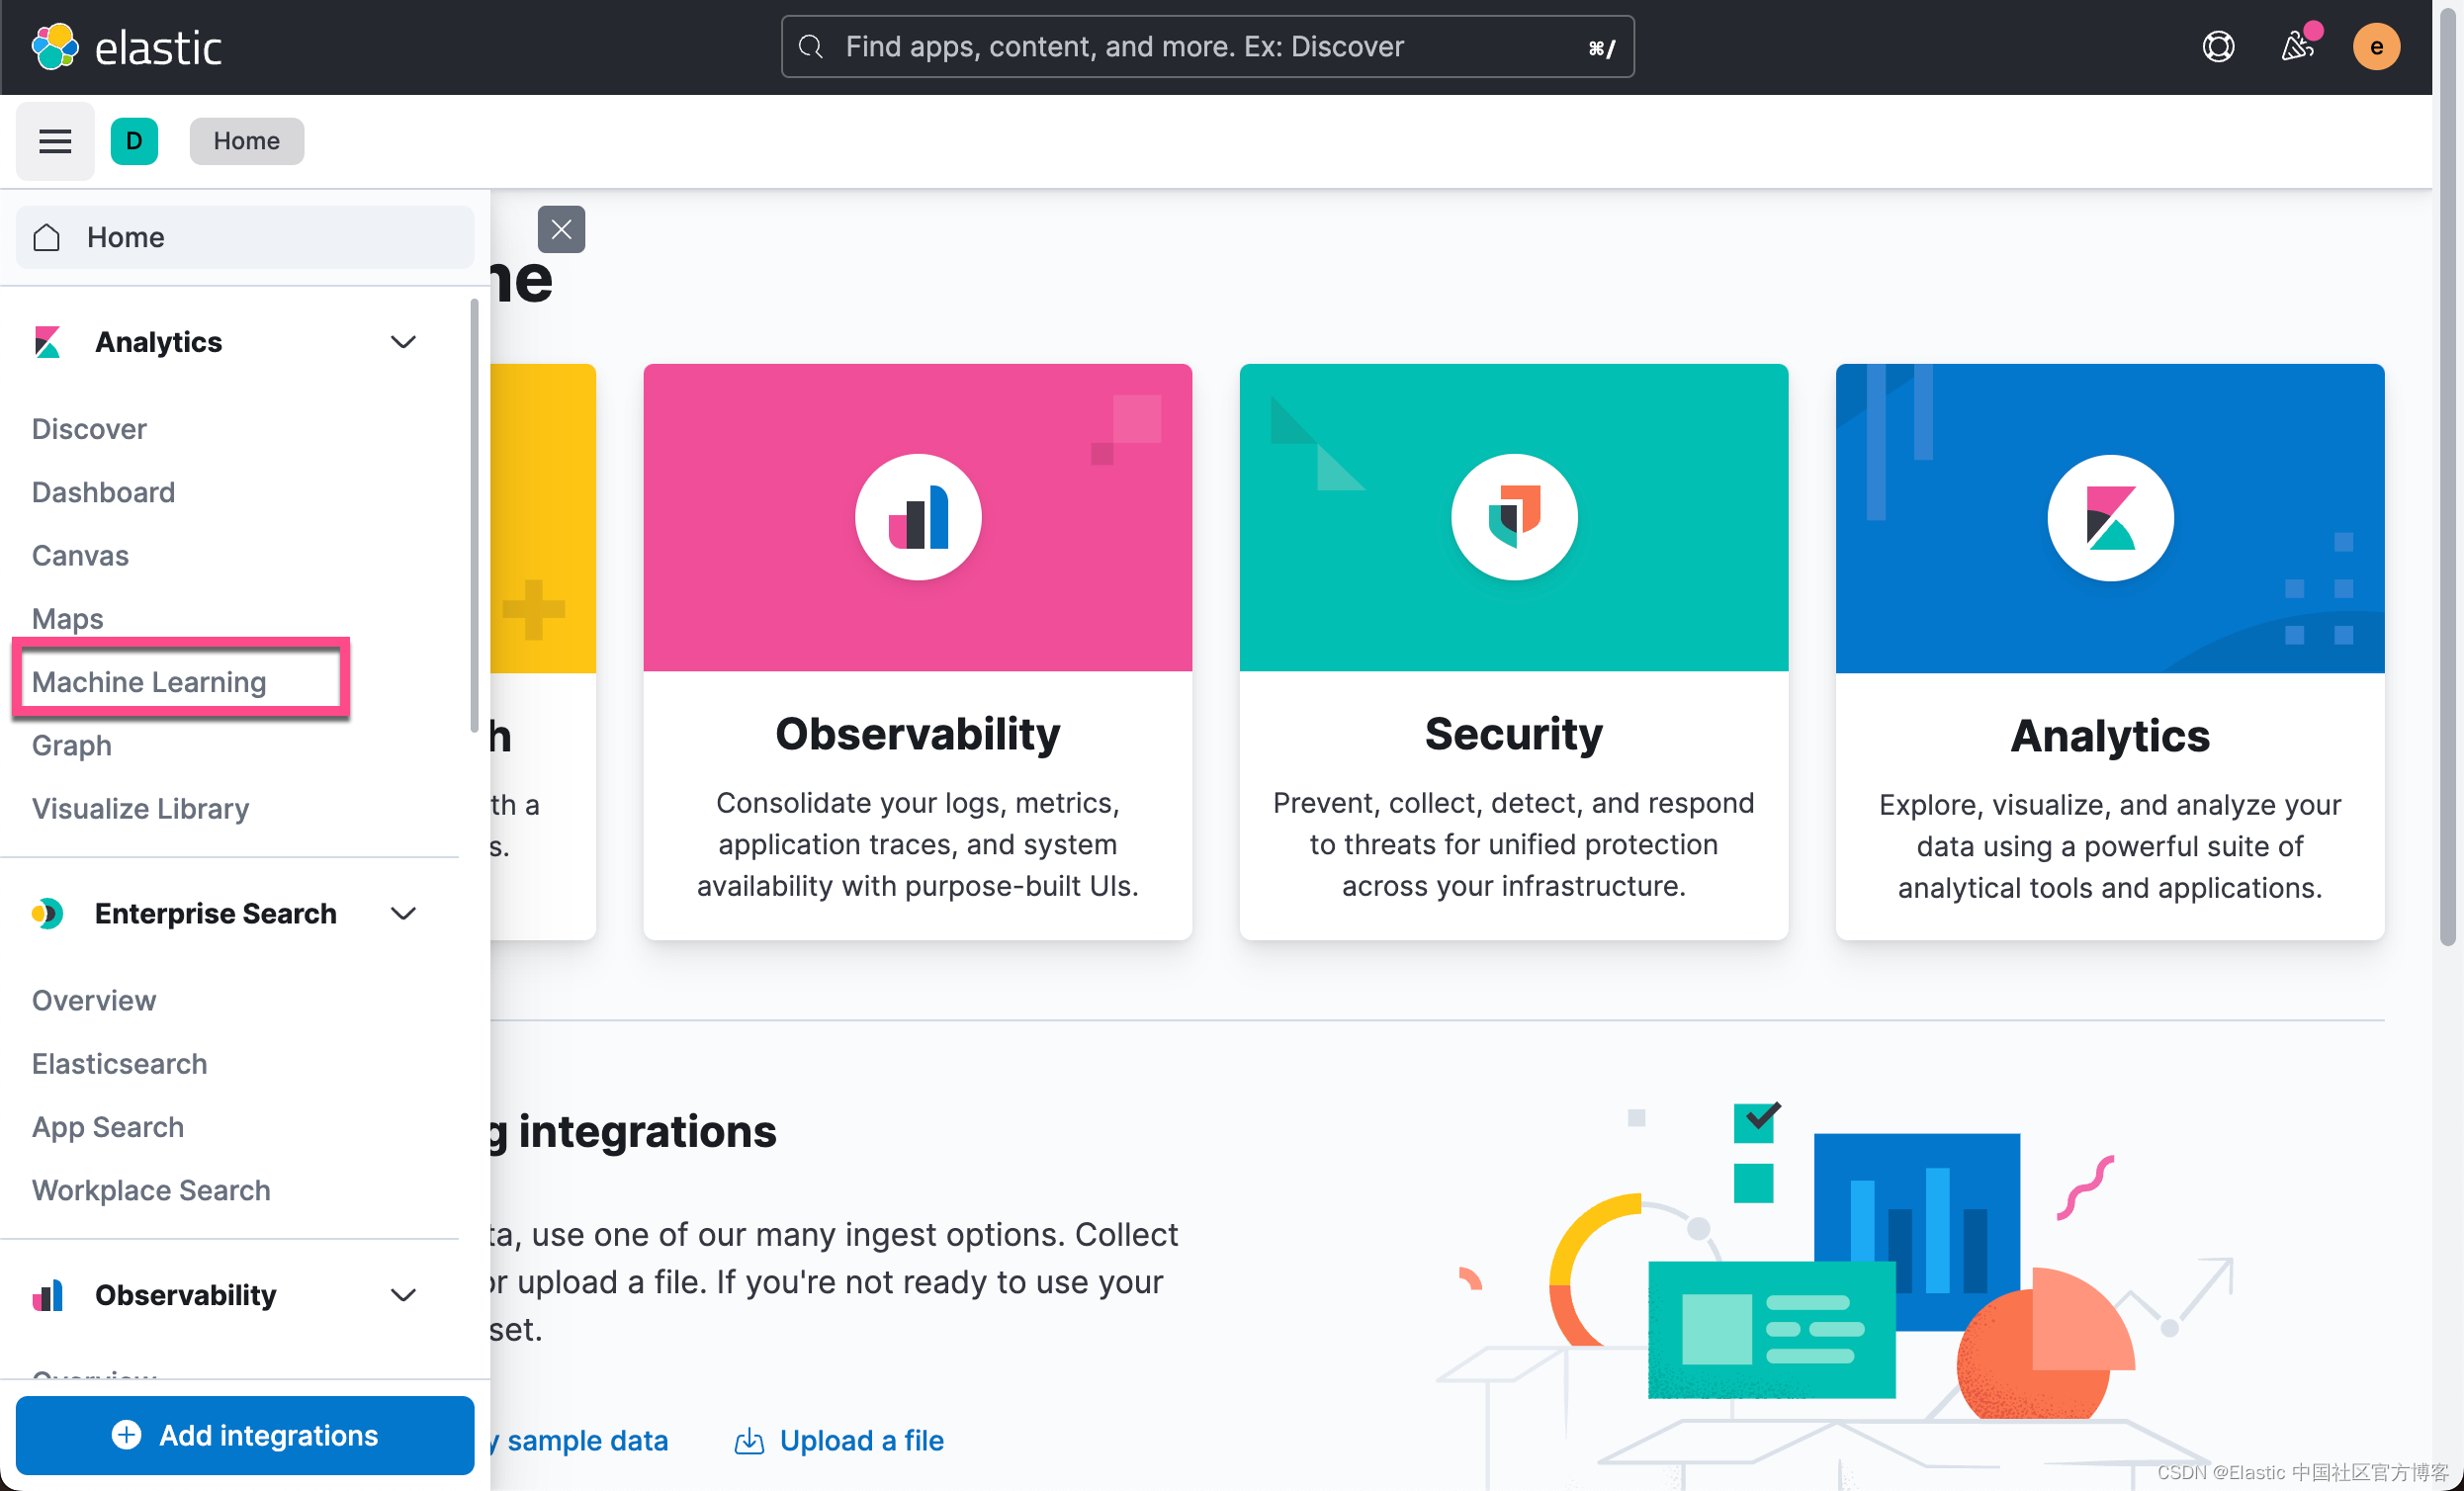 elastic
Find apps, content, and more. Ex: Discover
⌘/
e
D
Home
Home
ne
Analytics
Discover
Dashboard
Canvas
Maps
Machine Learning
Graph
Visualize Library
h
th a
s.
Observability
Consolidate your logs, metrics,
application traces, and system
availability with purpose-built UIs.
Security
Prevent, collect, detect, and respond
to threats for unified protection
across your infrastructure.
Analytics
Explore, visualize, and analyze your
data using a powerful suite of
analytical tools and applications.
Enterprise Search
Overview
Elasticsearch
App Search
Workplace Search
Observability
Overview
Add integrations
g integrations
ta, use one of our many ingest options. Collect
or upload a file. If you're not ready to use your
set.
y sample data
Upload a file
CSDN @Elastic 中国社区官方博客